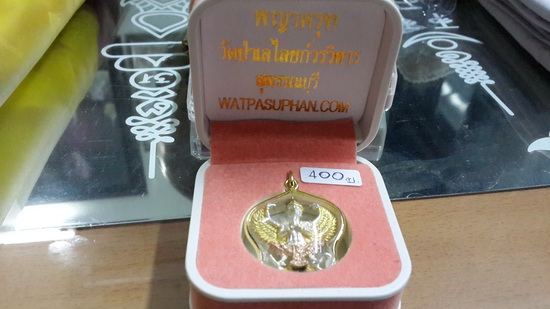 พญาครุฑ
วัดป่าเลไลยก์วรวิหาร
สุพรรณบุรี
WATPASUPHAN.COM
400 บ.